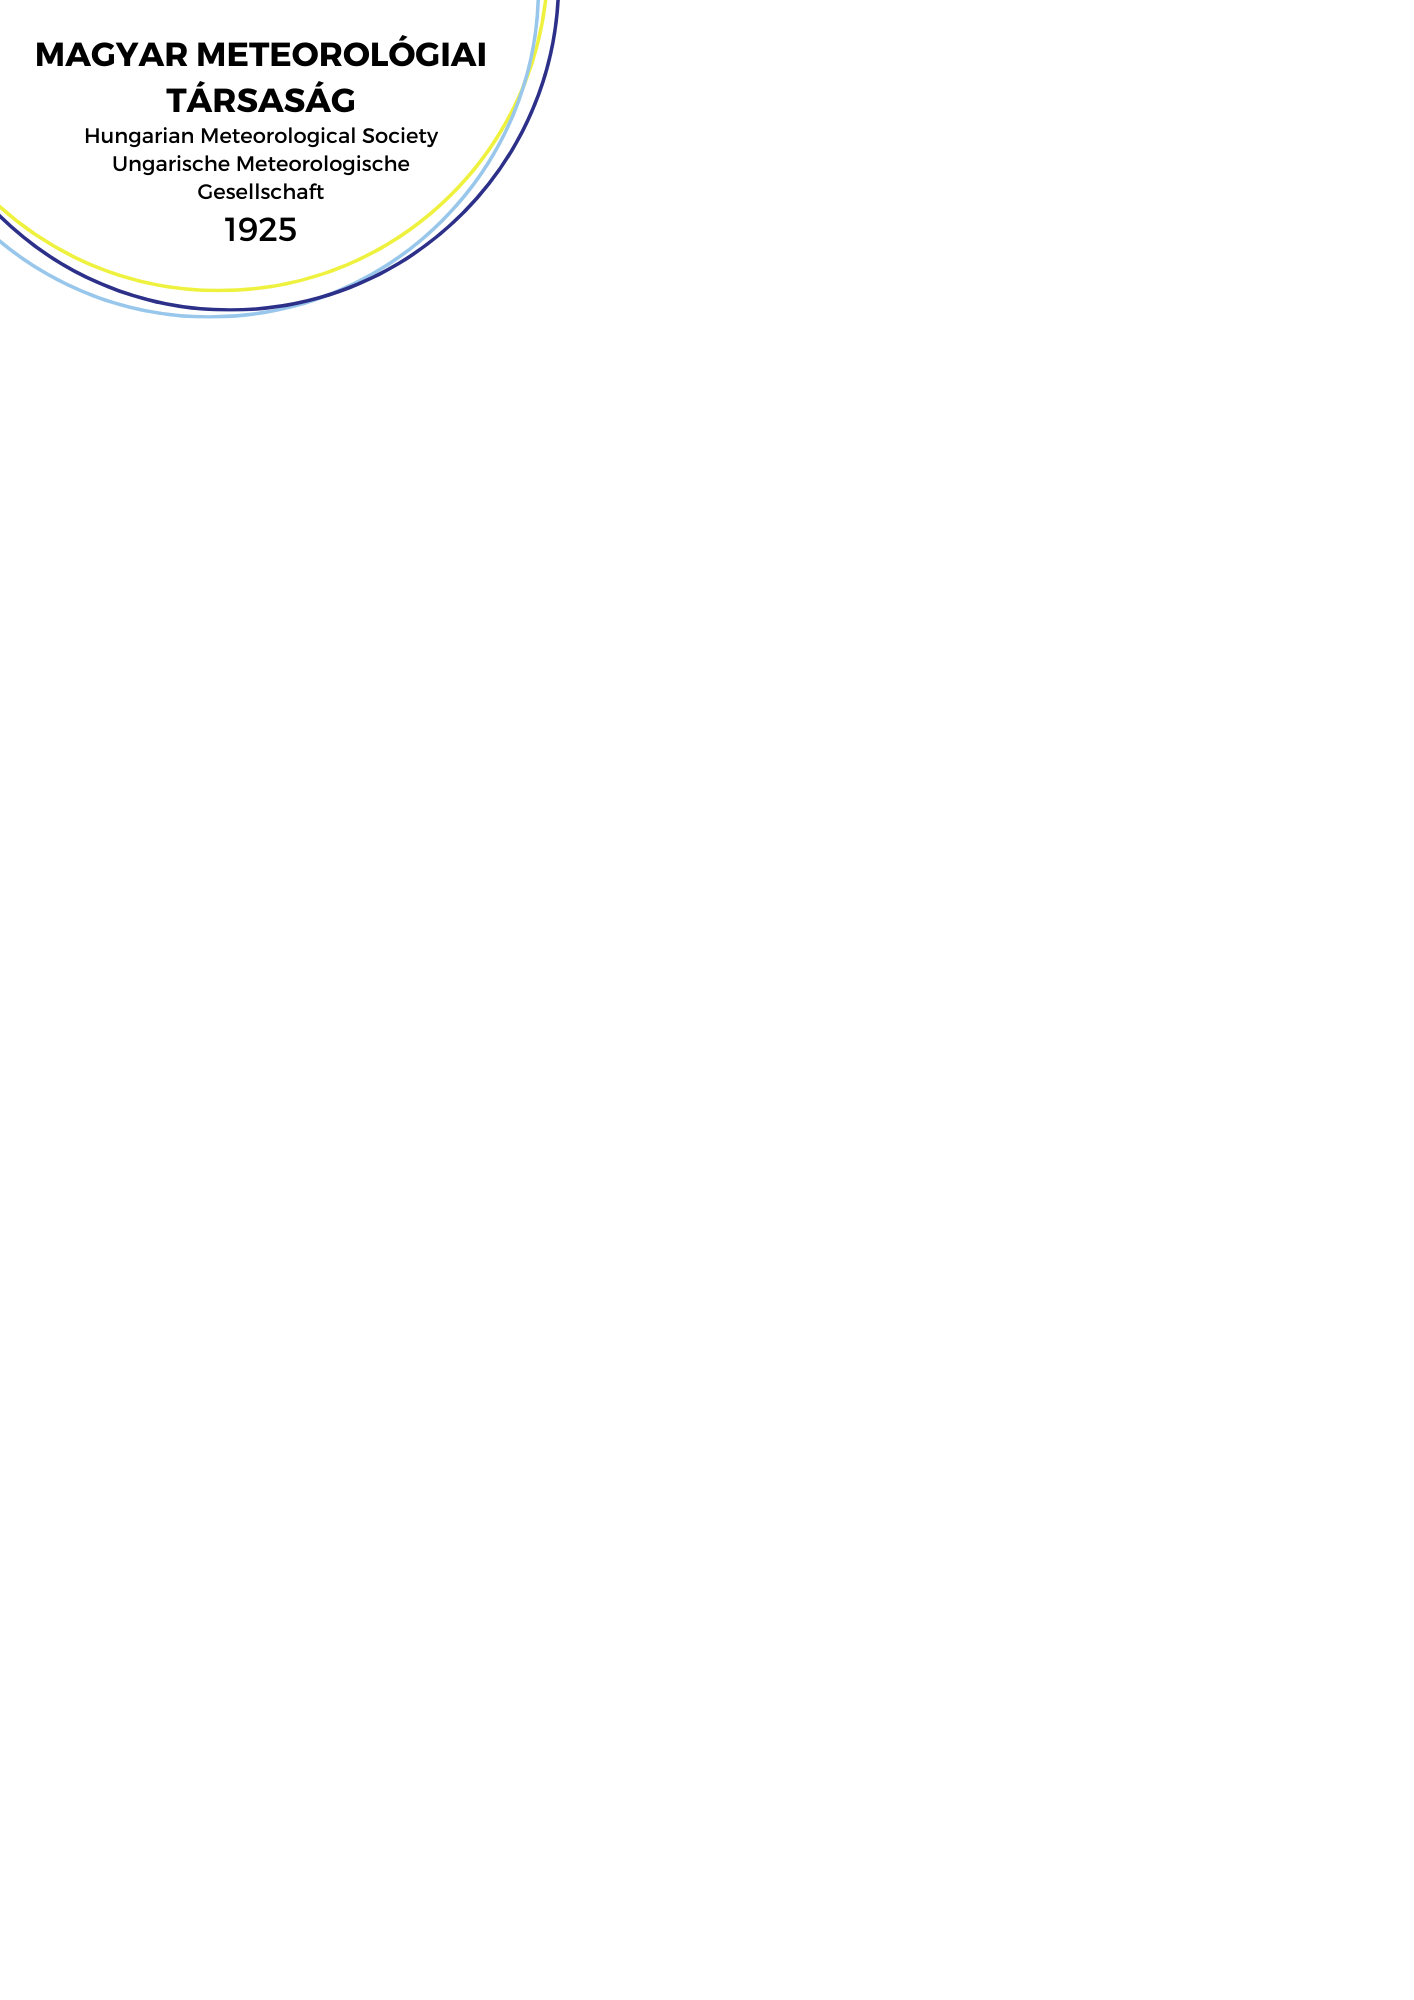 MAGYAR METEOROLÓGIAI
TÁRSASÁG
Hungarian Meteorological Society
Ungarische Meteorologische
Gesellschaft
1925